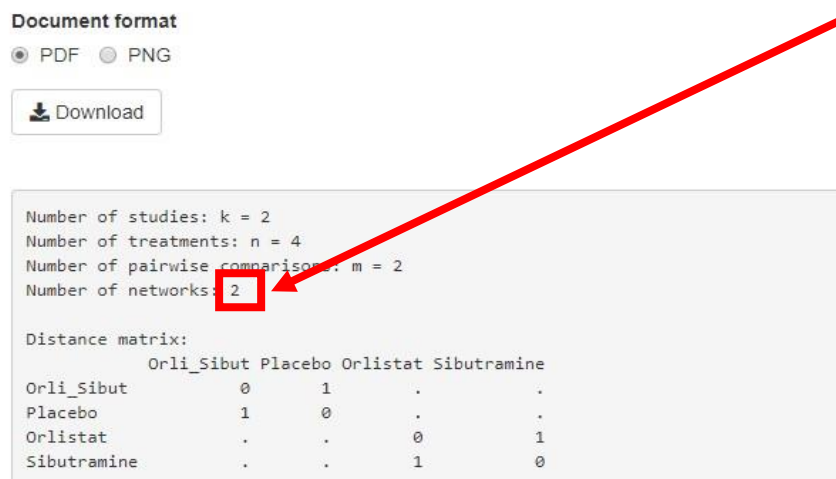 Document format
PDF PNG
Download
Number of studies: k = 2
Number of treatments: n = 4
Number of pairwise comparisons: m = 2
Number of networks: 2
Distance matrix:
Orli_Sibut Placebo Orlistat Sibutramine
Orli_Sibut 0 1 . .
Placebo 1 0 . .
Orlistat . . 0 1
Sibutramine . . 1 0